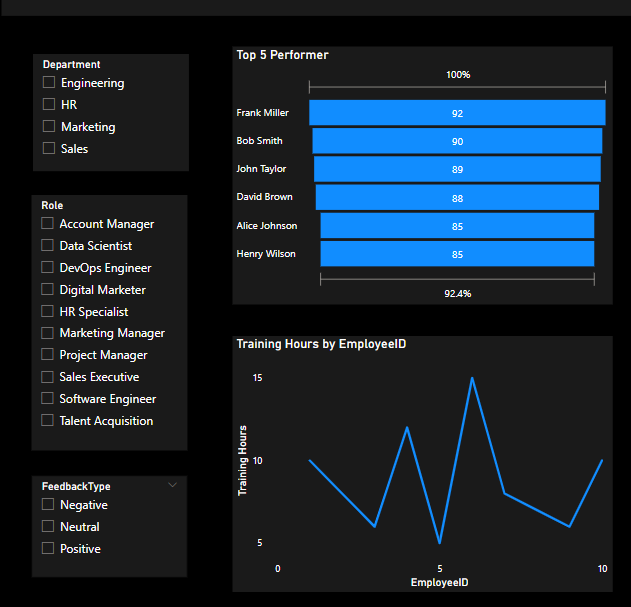 Department
Engineering
HR
Marketing
Sales
Role
Account Manager
Data Scientist
DevOps Engineer
Digital Marketer
HR Specialist
Marketing Manager
Project Manager
Sales Executive
Software Engineer
Talent Acquisition
FeedbackType
Negative
Neutral
Positive
Top 5 Performer
100%
Frank Miller 92
Bob Smith 90
John Taylor 89
David Brown 88
Alice Johnson 85
Henry Wilson 85
92.4%
Training Hours by EmployeeID
Training Hours
15
10
5
0 5 10
EmployeeID